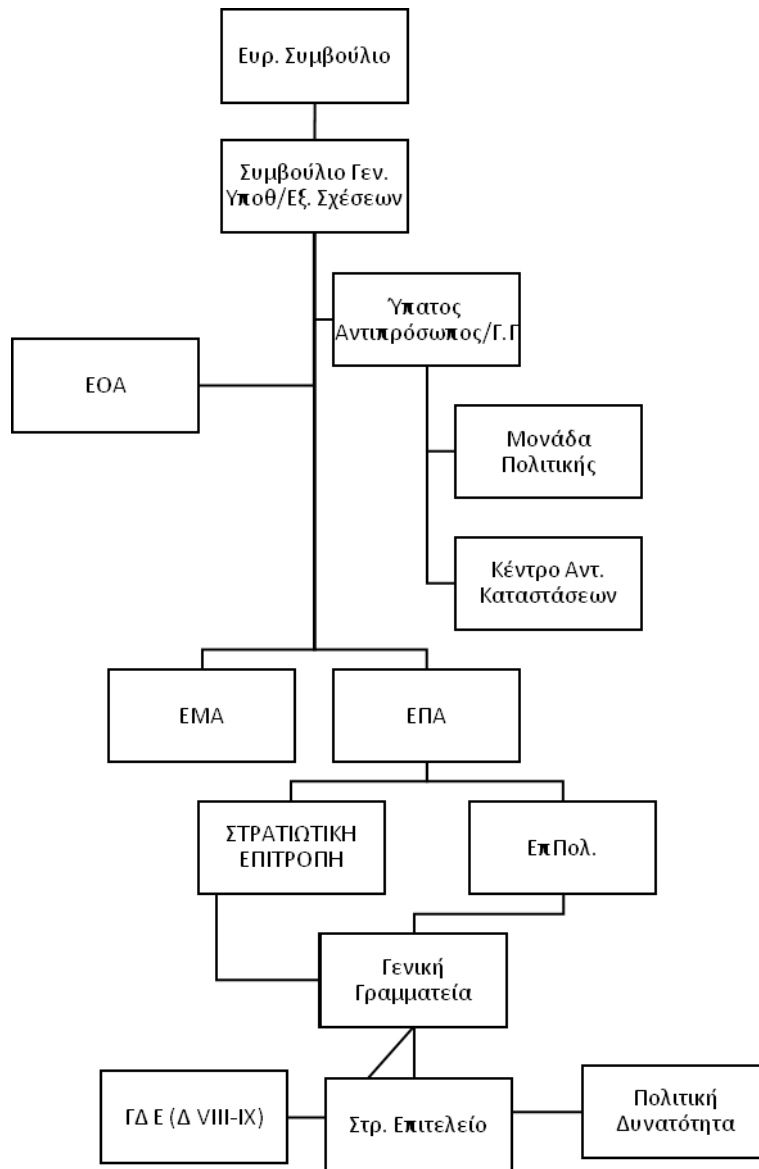 Ευρ. Συμβούλιο
Συμβούλιο Γεν.
Υποθ/Εξ. Σχέσεων
Ύπατος
Αντιπρόσωπος/Γ.Γ
ΕΟΑ
Μονάδα
Πολιτικής
Κέντρο Αντ.
Καταστάσεων
ΕΜΑ
ΕΠΑ
ΣΤΡΑΤΙΩΤΙΚΗ
ΕΠΙΤΡΟΠΗ
ΕπΠολ.
Γενική
Γραμματεία
ΓΔ Ε (Δ VIII-IX)
Στρ. Επιτελείο
Πολιτική
Δυνατότητα